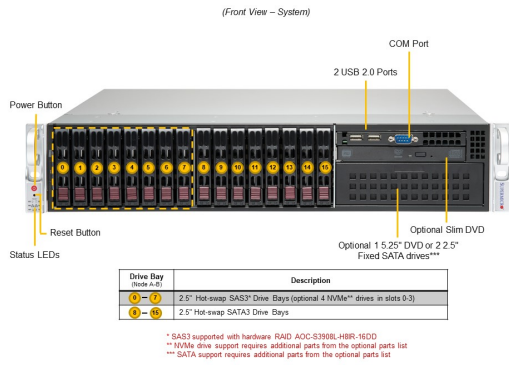 (Front View – System)
COM Port
2 USB 2.0 Ports
Power Button
0 1 2 3 4 5 6 7 8 9 10 11 12 13 14 15
Reset Button
Optional Slim DVD
Status LEDs
Optional 1 5.25" DVD or 2 2.5"
Fixed SATA drives***
Drive Bay Description
(Node A-B)
0 – 7 2.5" Hot-swap SAS3* Drive Bays (optional 4 NVMe** drives in slots 0-3)
8 – 15 2.5" Hot-swap SATA3 Drive Bays
* SAS3 supported with hardware RAID AOC-S3908L-H8IR-16DD
** NVMe drive support requires additional parts from the optional parts list
*** SATA support requires additional parts from the optional parts list